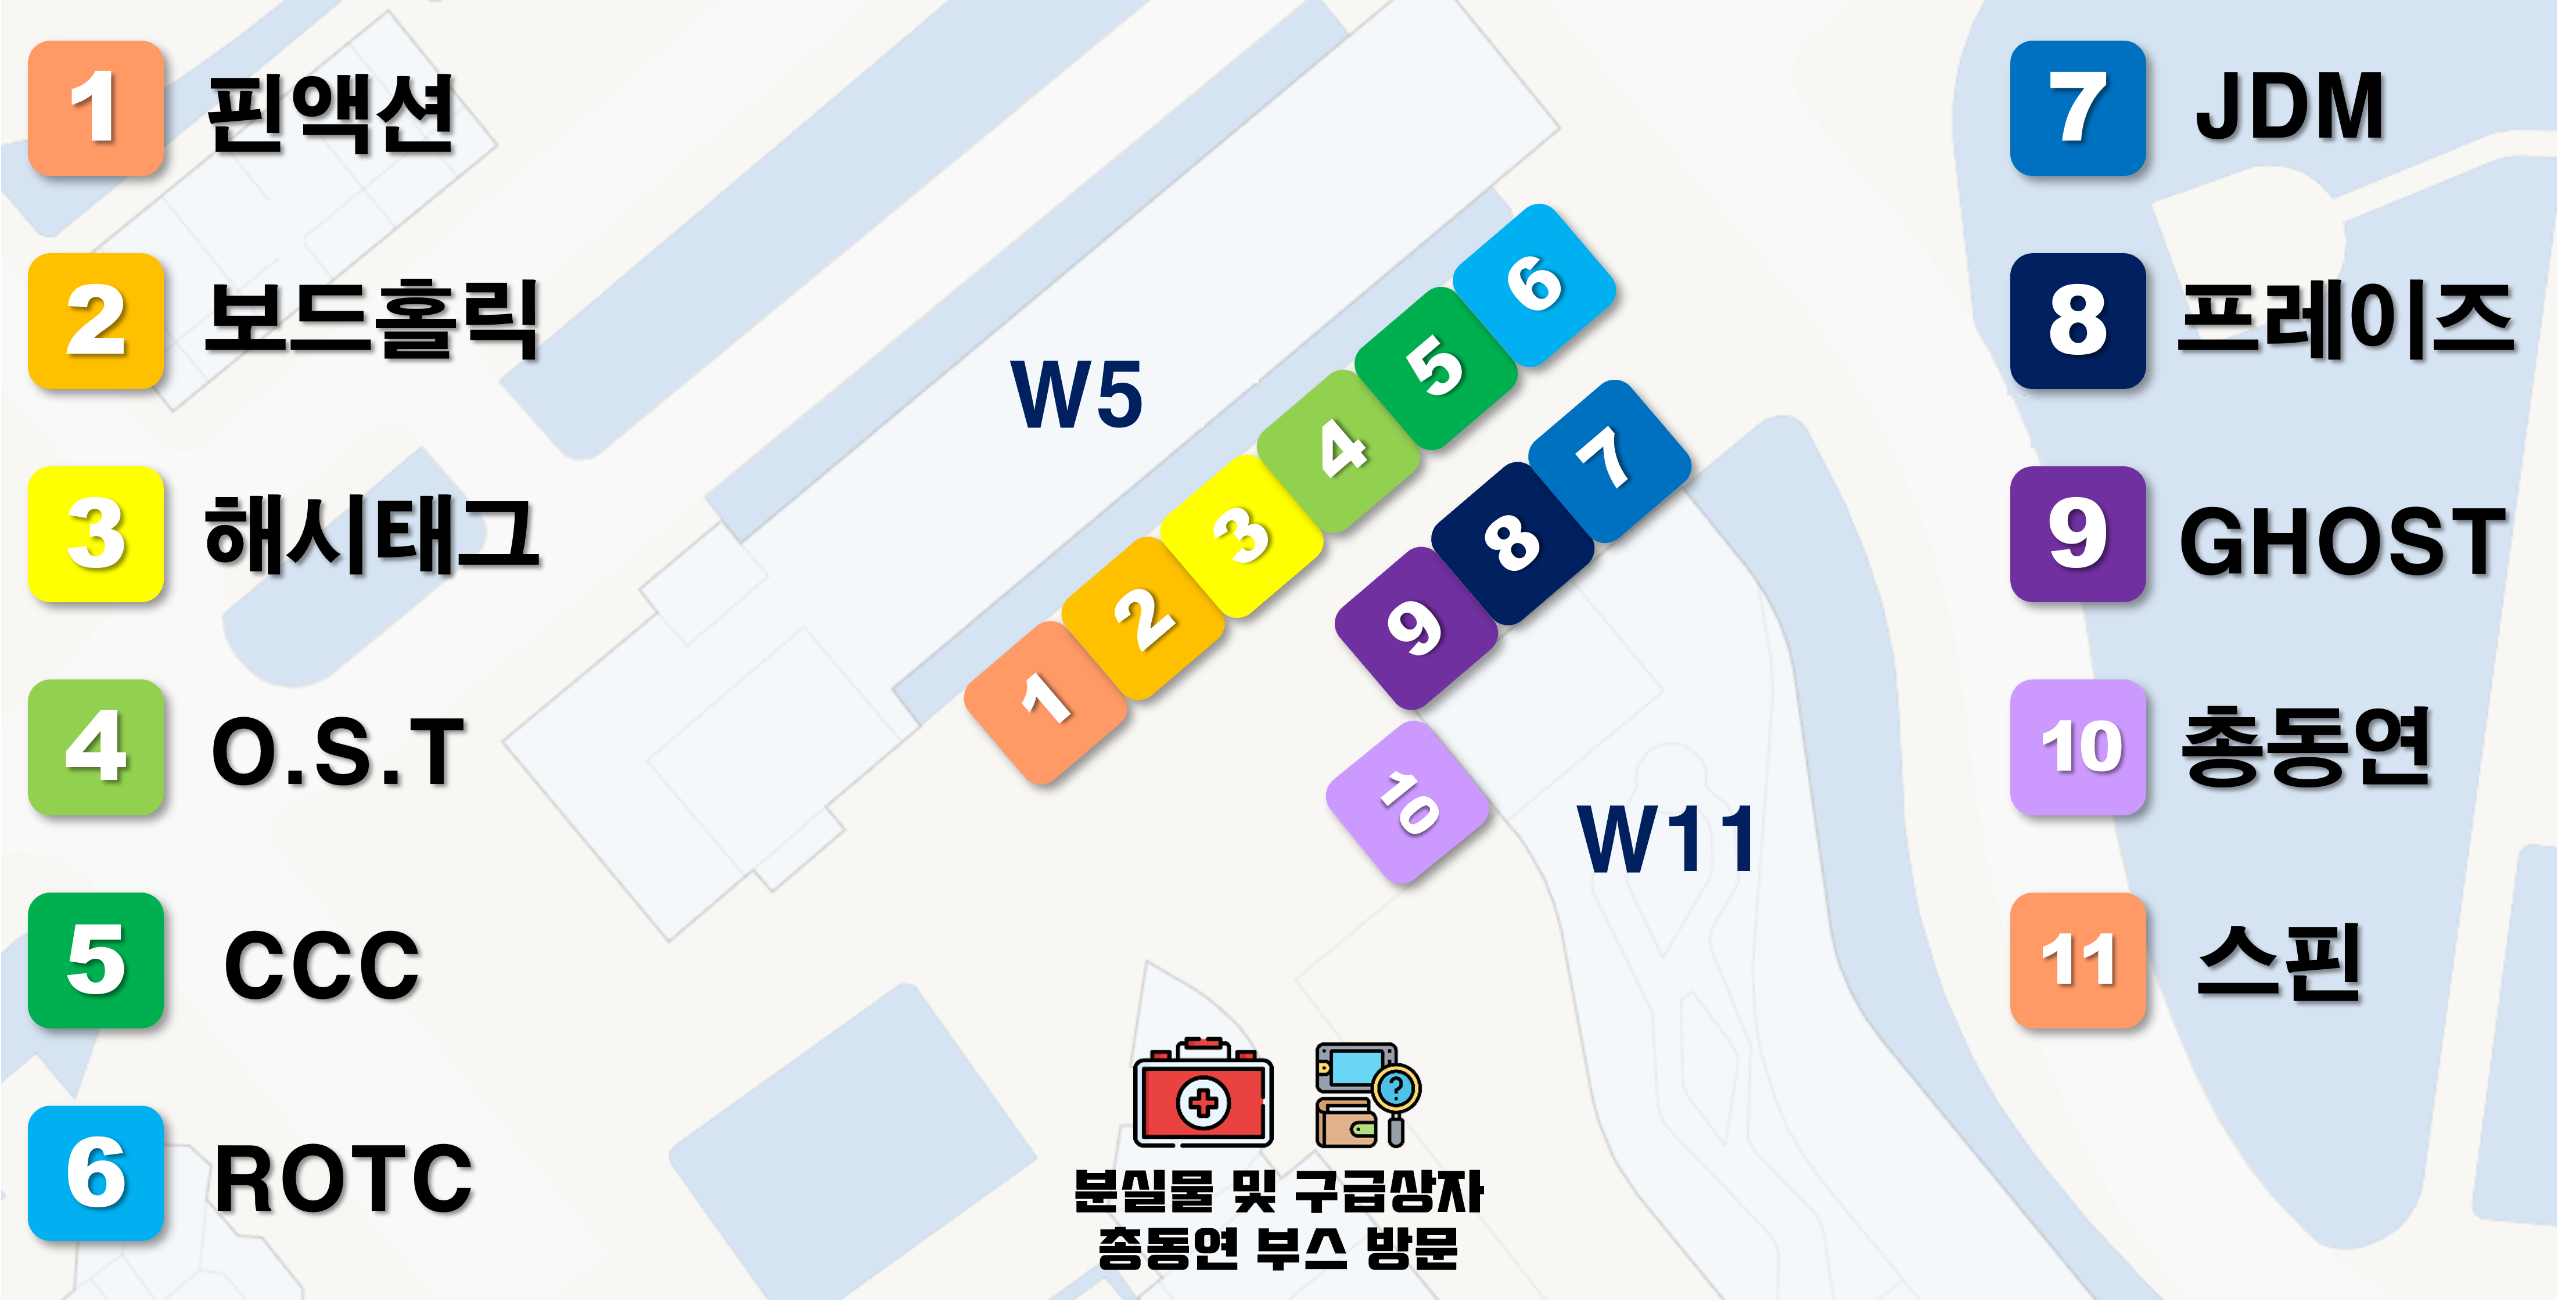 1 핀액션
2 보드홀릭
3 해시태그
4 O.S.T
5 CCC
6 ROTC
W5
6
5
4
3
2
1
7
8
9
10
W11
분실물 및 구급상자
총동연 부스 방문
7 JDM
8 프레이즈
9 GHOST
10 총동연
11 스핀